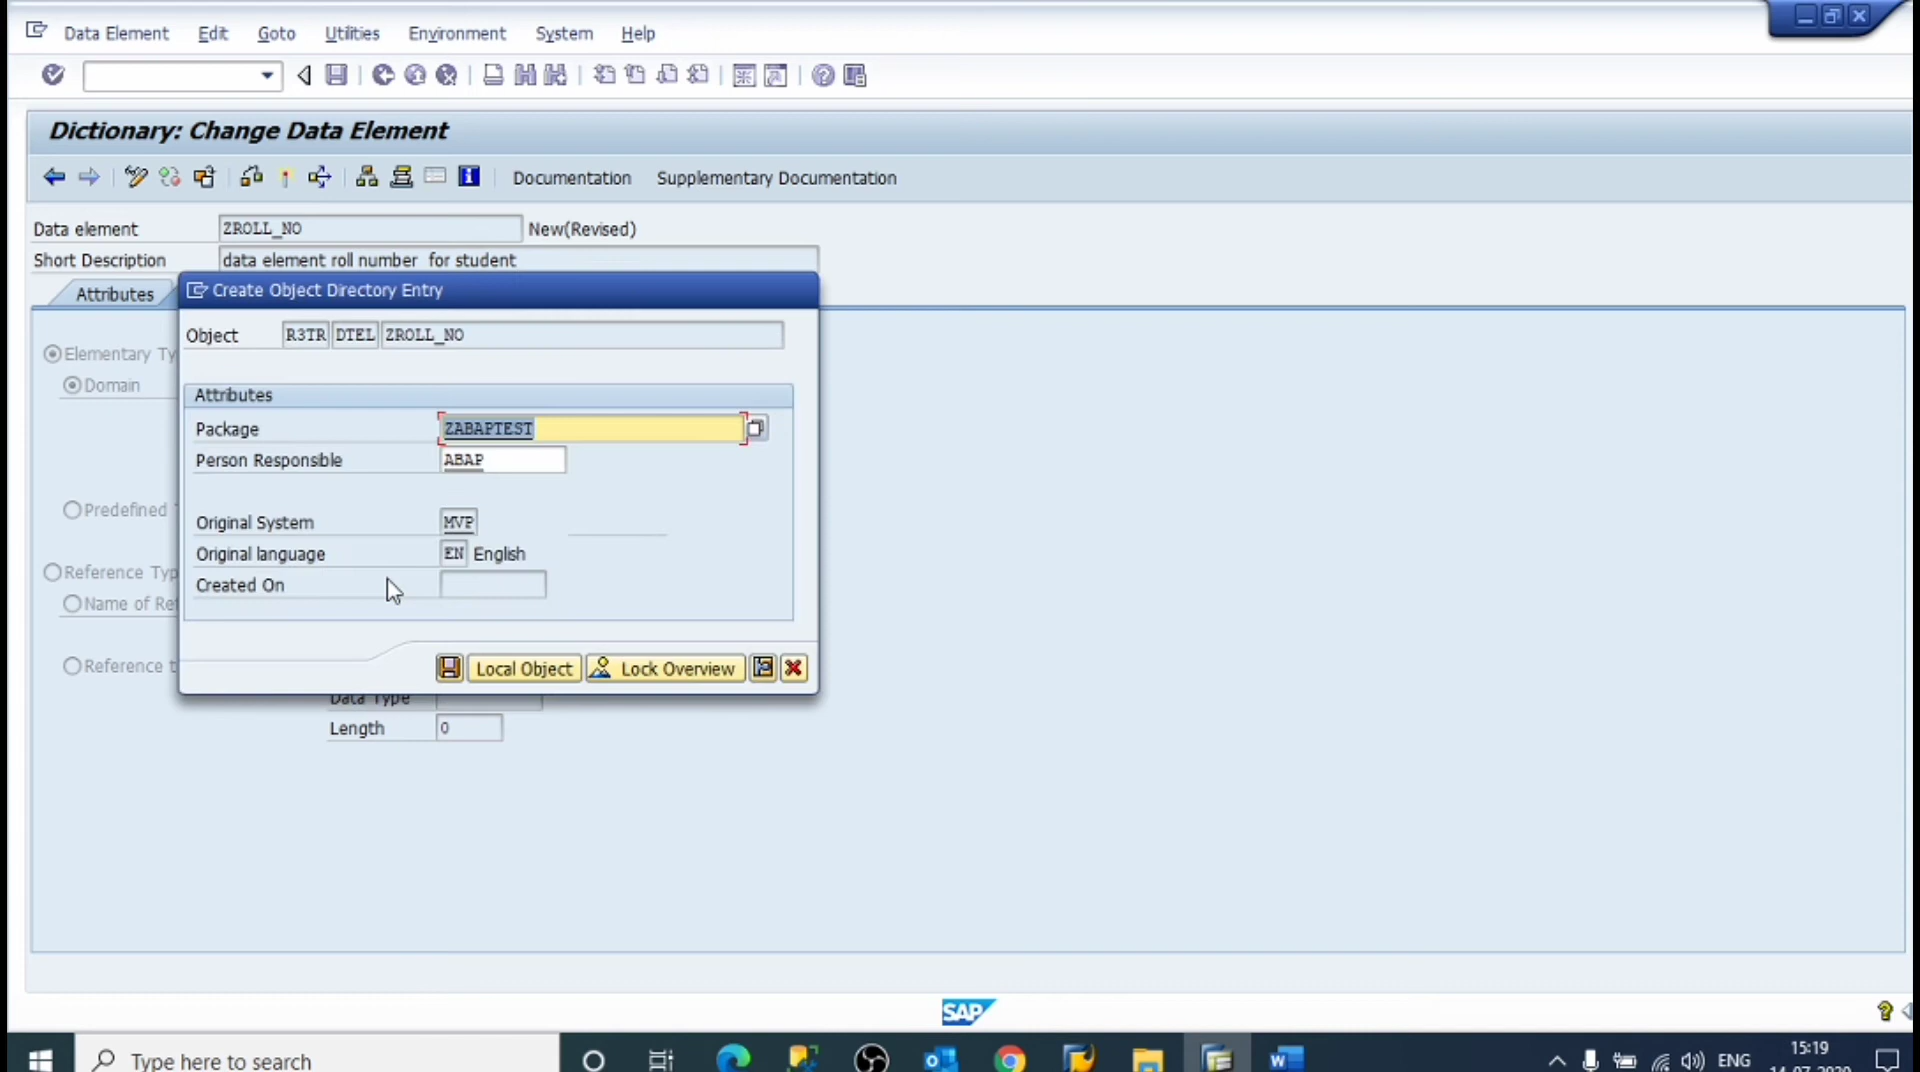 Data Element Edit Goto Utilities Environment System Help
Dictionary: Change Data Element
Documentation Supplementary Documentation
Data element ZROLL_NO New(Revised)
Short Description data element roll number for student
Attributes
Create Object Directory Entry
Object R3TR DTEL ZROLL_NO
Elementary Ty
Domain
Attributes
Package ZABAPTEST
Person Responsible ABAP
Predefined
Original System MVP
Original language EN English
Reference Typ
Created On
Name of Ref
Reference t
Local Object Lock Overview
Data Type
Length 0
SAP
Type here to search
ENG
15:19
14-07-2020